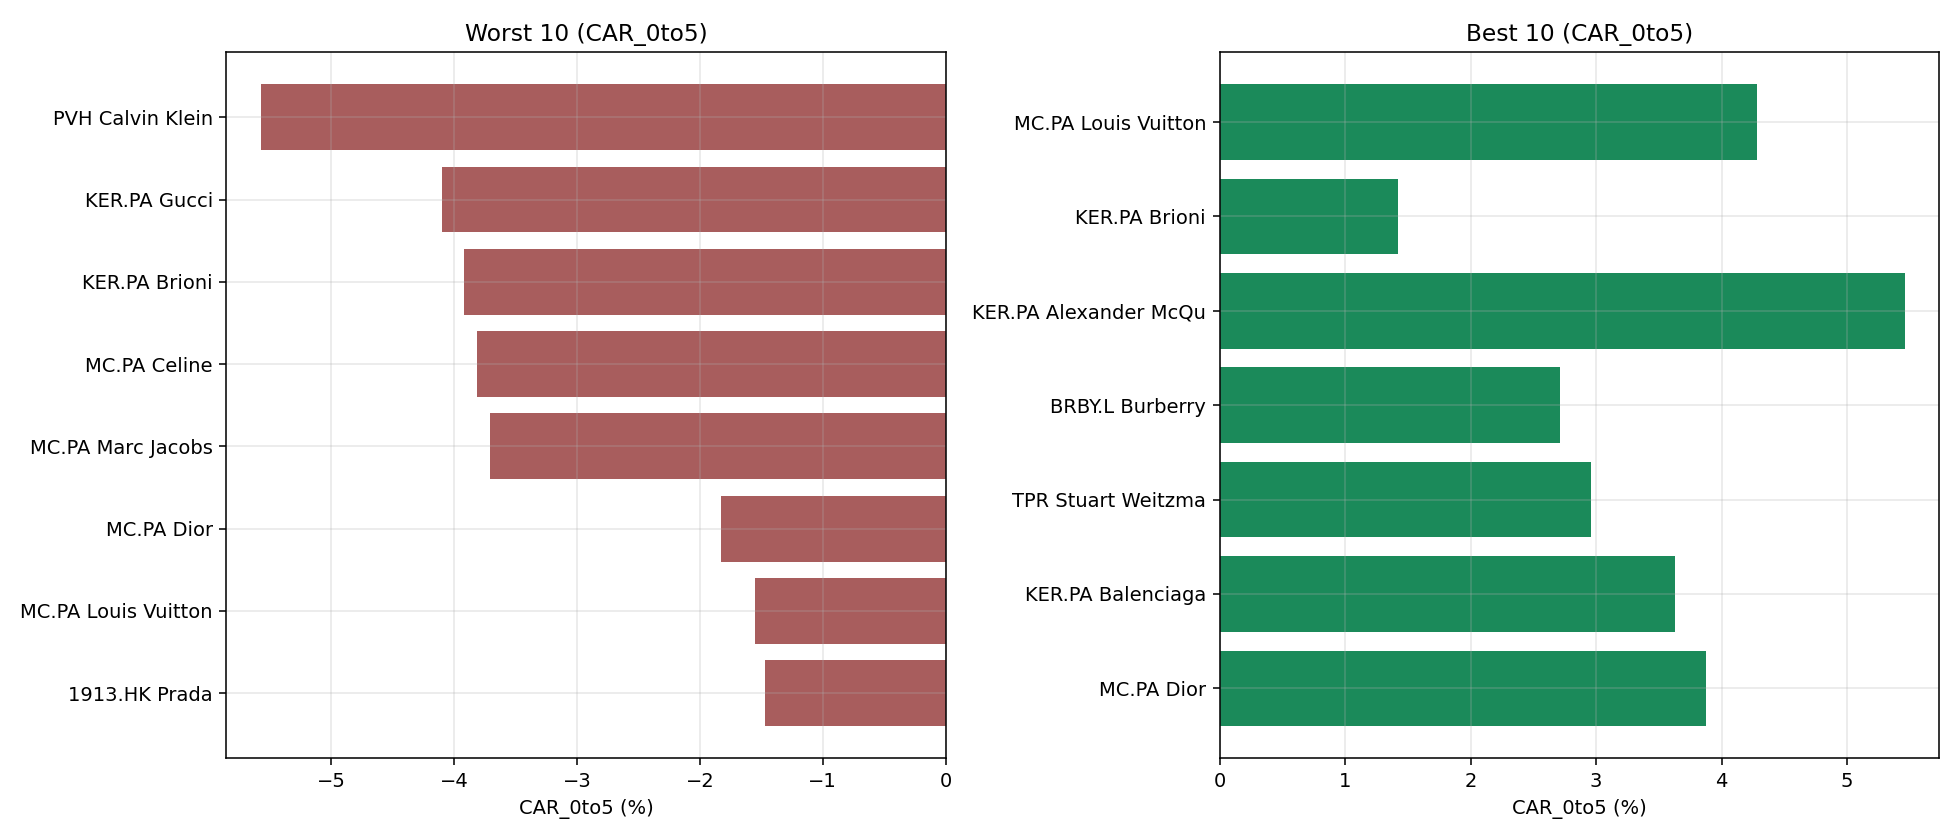 Worst 10 (CAR_0to5)
PVH Calvin Klein
KER.PA Gucci
KER.PA Brioni
MC.PA Celine
MC.PA Marc Jacobs
MC.PA Dior
MC.PA Louis Vuitton
1913.HK Prada
−5 −4 −3 −2 −1 0
CAR_0to5 (%)
Best 10 (CAR_0to5)
MC.PA Louis Vuitton
KER.PA Brioni
KER.PA Alexander McQu
BRBY.L Burberry
TPR Stuart Weitzma
KER.PA Balenciaga
MC.PA Dior
0 1 2 3 4 5
CAR_0to5 (%)